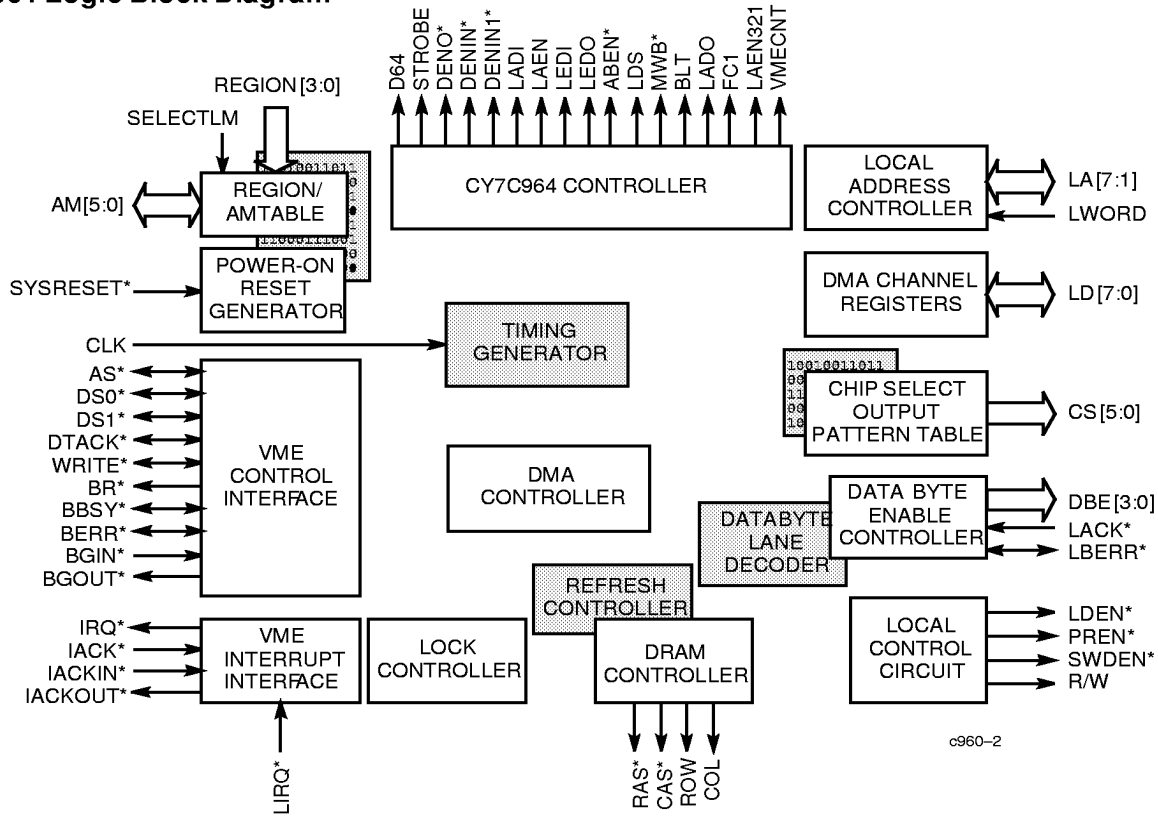 Logic Block Diagram
D64
STROBE
DENO*
DENIN*
DENIN1*
LADI
LAEN
LEDI
LEDO
ABEN*
LDS
MWB*
BLT
LADO
FC1
LAEN321
VMECNT
REGION[3:0]
SELECTLM
AM[5:0]
REGION/
AMTABLE
CY7C964 CONTROLLER
LOCAL
ADDRESS
CONTROLLER
LA[7:1]
LWORD
SYSRESET*
POWER-ON
RESET
GENERATOR
11000111001
DMA CHANNEL
REGISTERS
LD[7:0]
CLK
TIMING
GENERATOR
10010011011
CHIP SELECT
OUTPUT
PATTERN TABLE
CS[5:0]
AS*
DS0*
DS1*
DTACK*
WRITE*
BR*
BBSY*
BERR*
BGIN*
BGOUT*
VME
CONTROL
INTERFACE
DMA
CONTROLLER
DATA BYTE
ENABLE
CONTROLLER
DBE[3:0]
LACK*
LBERR*
DATABYTE
LANE
DECODER
REFRESH
CONTROLLER
IRQ*
IACK*
IACKIN*
IACKOUT*
VME
INTERRUPT
INTERFACE
LOCK
CONTROLLER
DRAM
CONTROLLER
LOCAL
CONTROL
CIRCUIT
LDEN*
PREN*
SWDEN*
R/W
LIRQ*
RAS*
CAS*
ROW
COL
c960–2